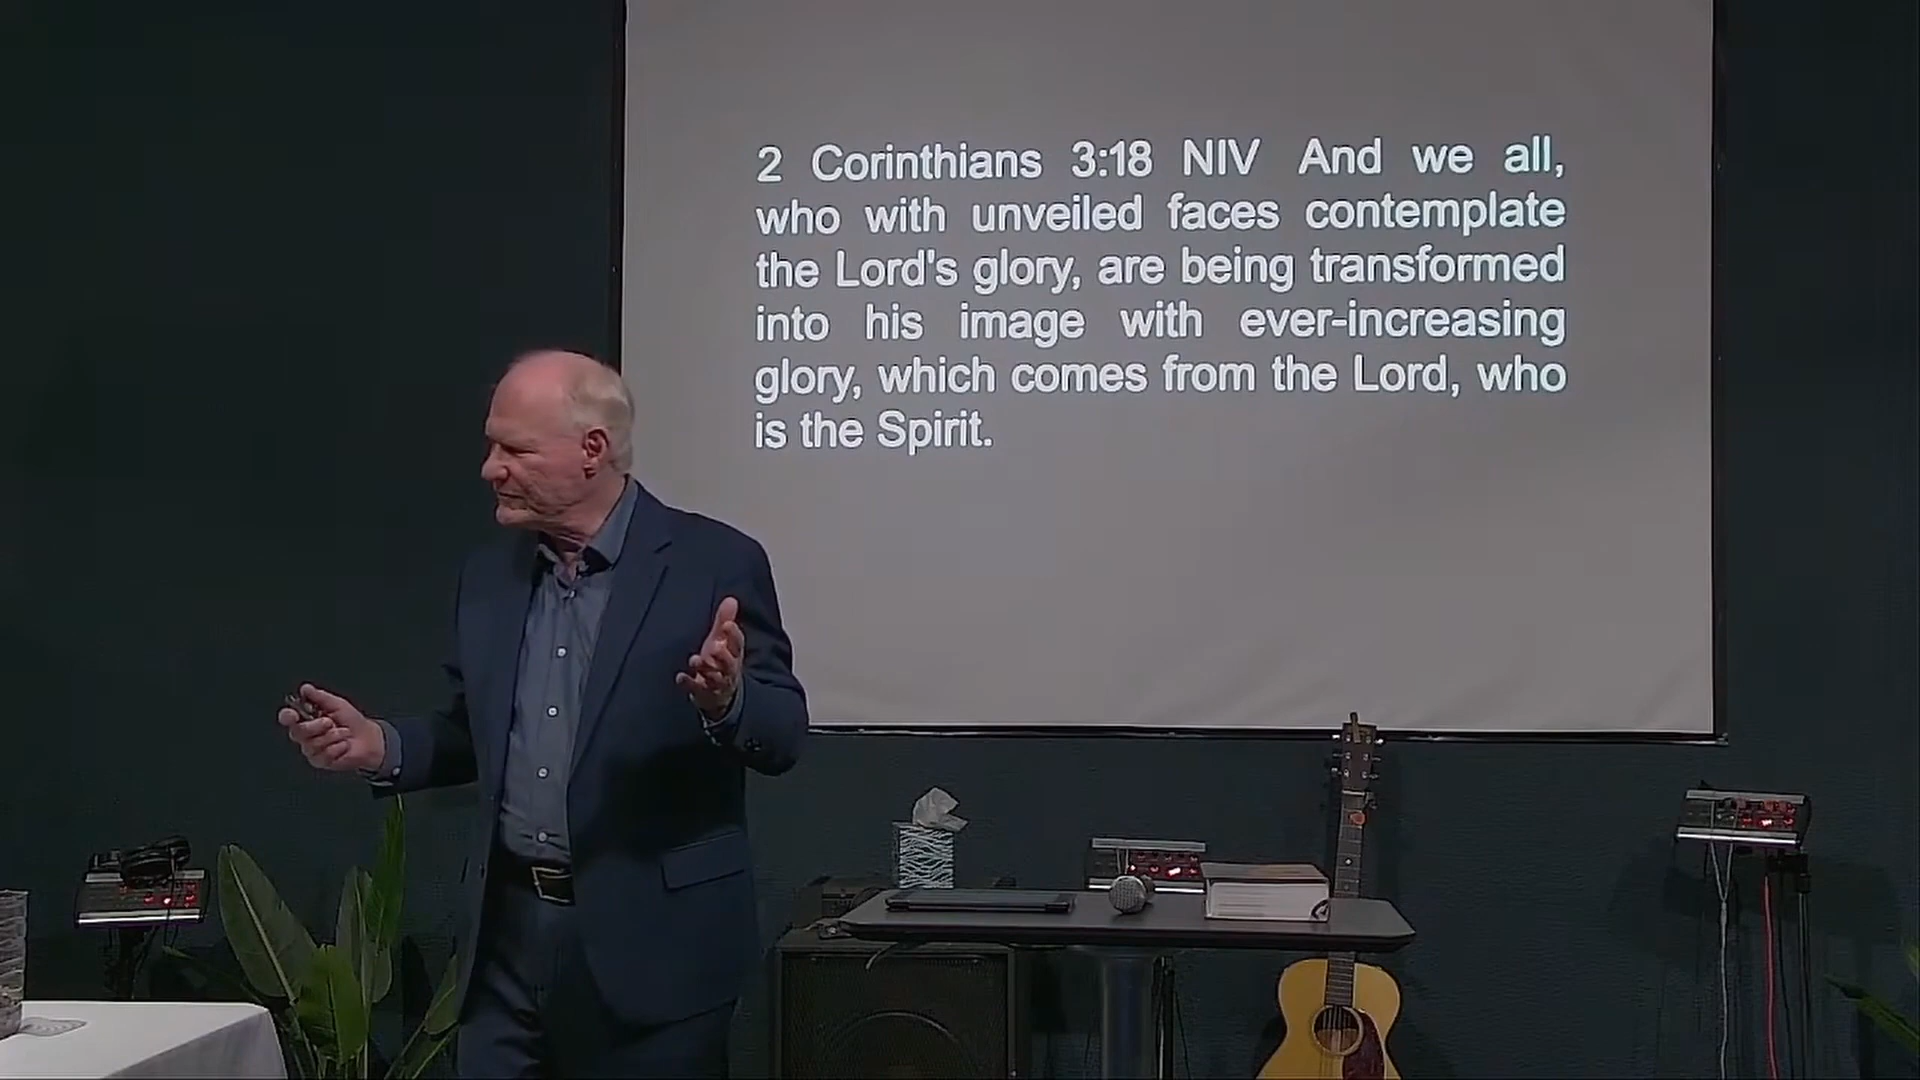 2 Corinthians 3:18 NIV And we all,
who with unveiled faces contemplate
the Lord's glory, are being transformed
into his image with ever-increasing
glory, which comes from the Lord, who
is the Spirit.